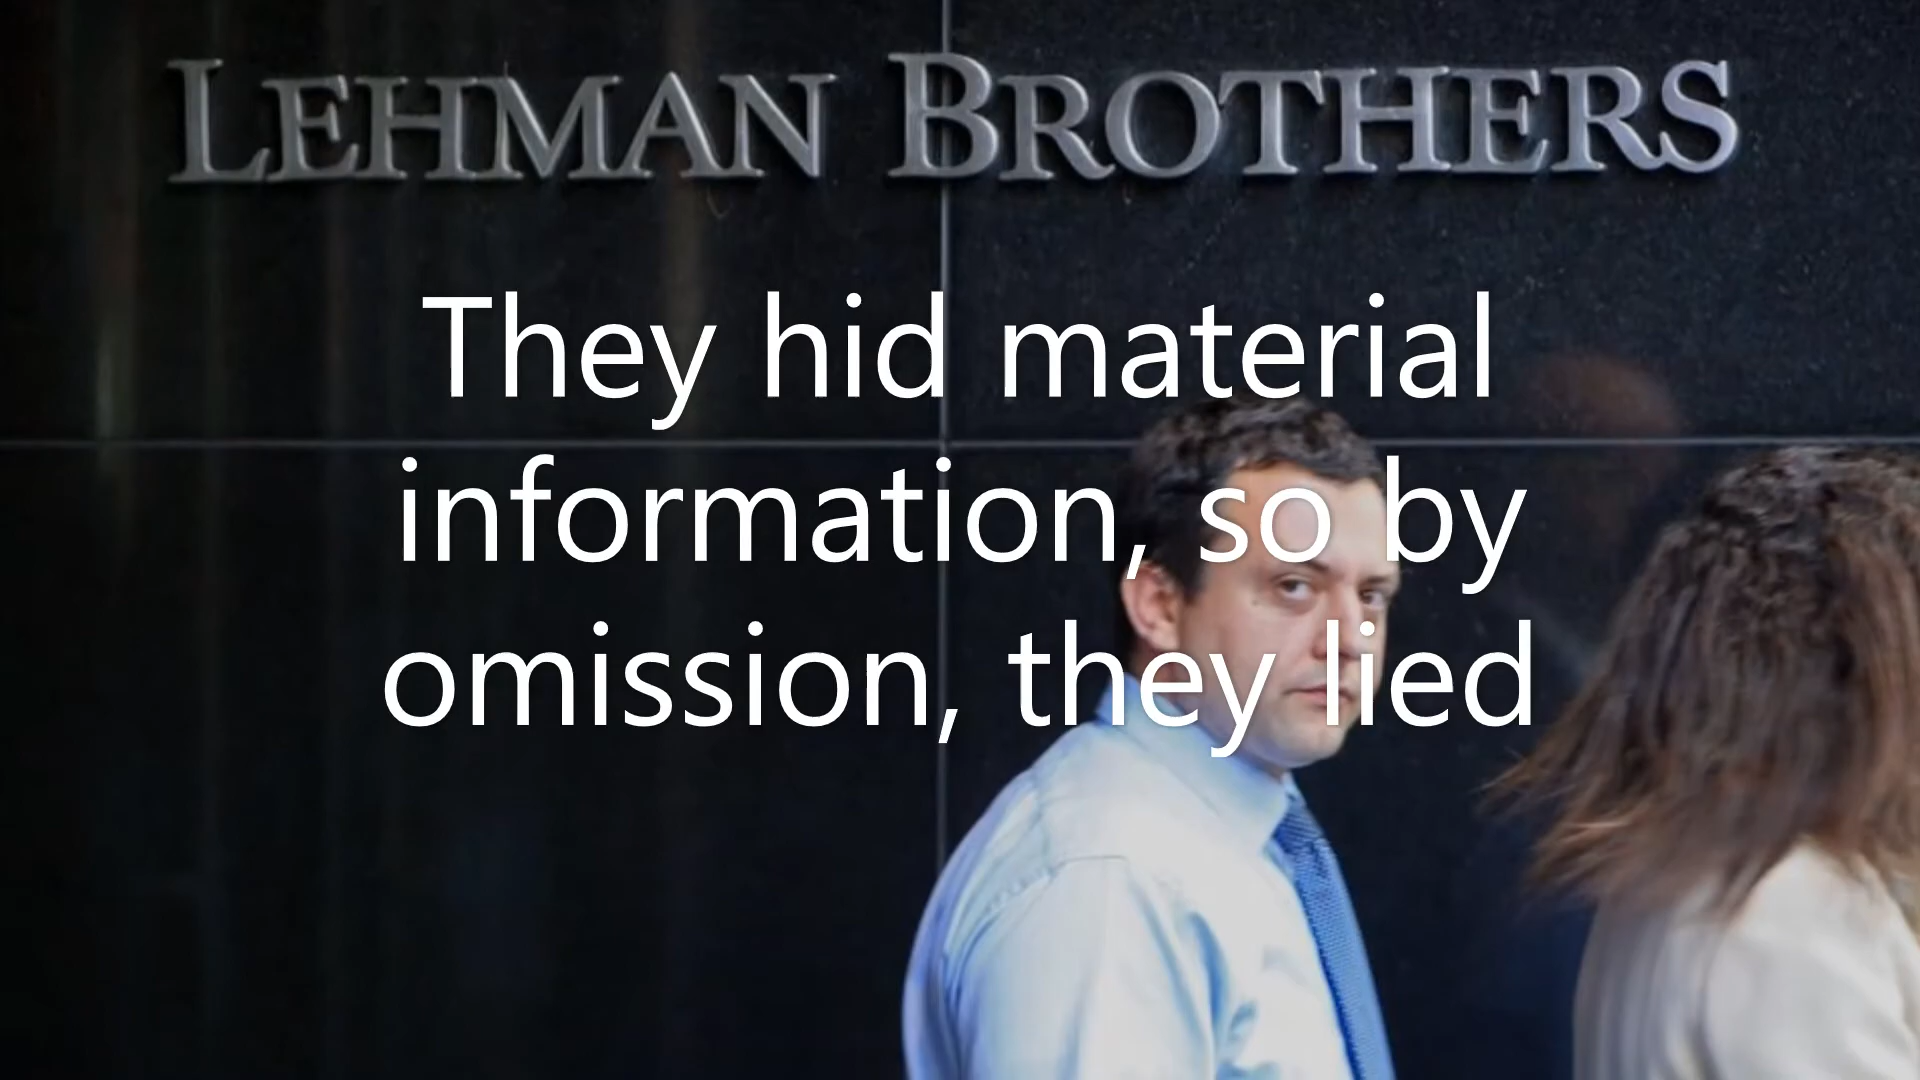 LEHMAN BROTHERS
They hid material
information, so by
omission, they lied